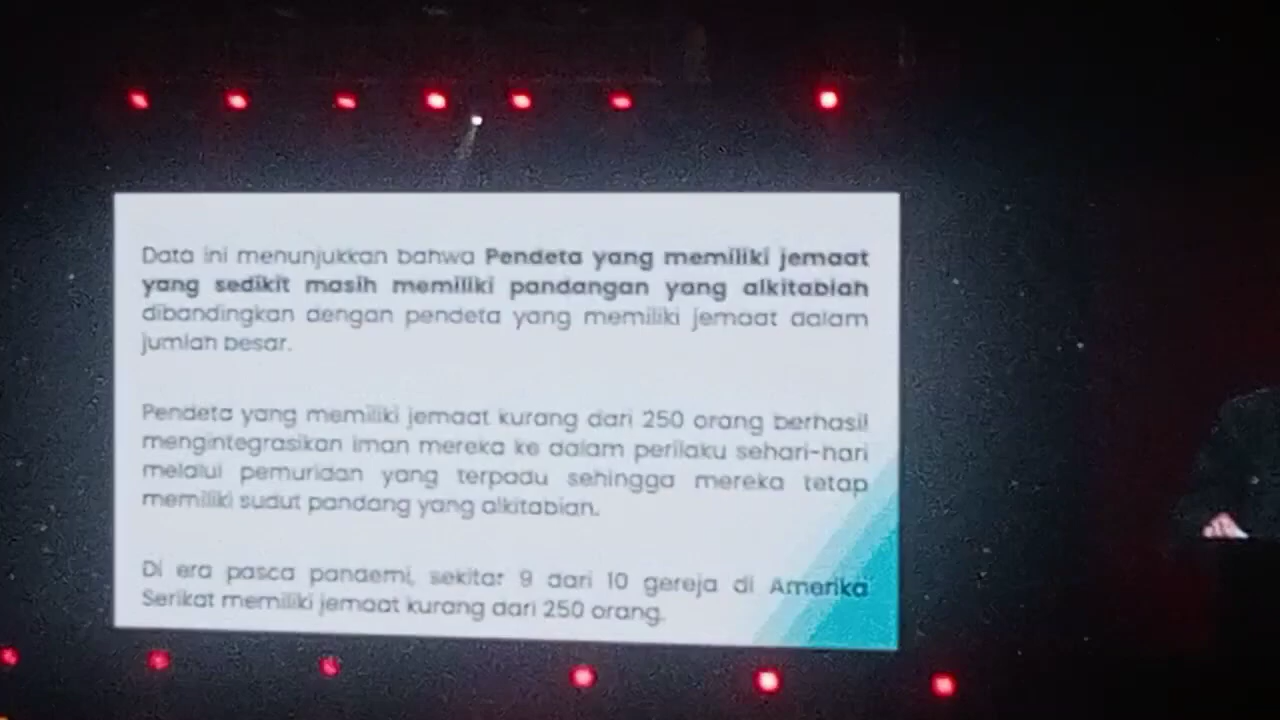 Data ini menunjukkan bahwa Pendeta yang memiliki jemaat
yang sedikit masih memiliki pandangan yang alkitabiah
dibandingkan dengan pendeta yang memiliki jemaat dalam
jumlah besar.
Pendeta yang memiliki jemaat kurang dari 250 orang berhasil
mengintegrasikan iman mereka ke dalam perilaku sehari-hari
melalui pemuridan yang terpadu sehingga mereka tetap
memiliki sudut pandang yang alkitabian.
Di era pasca pandemi, sekitar 9 dari 10 gereja di Amerika
Serikat memiliki jemaat kurang dari 250 orang.